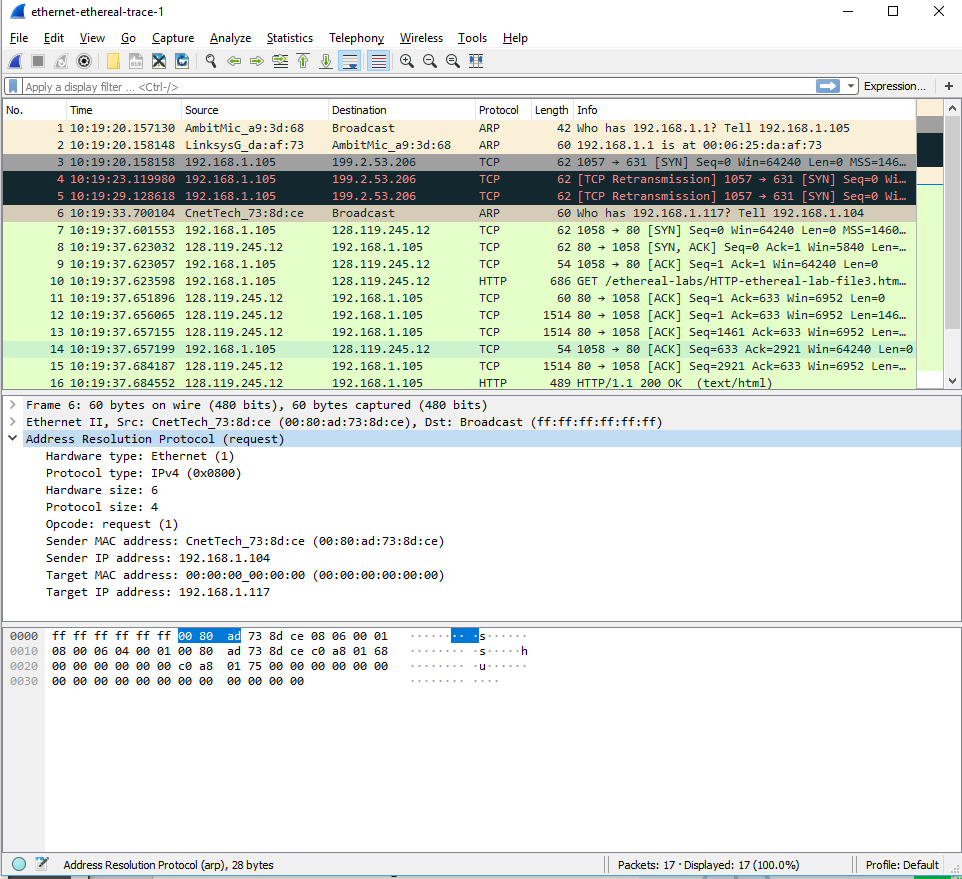 ethernet-ethereal-trace-1
File Edit View Go Capture Analyze Statistics Telephony Wireless Tools Help
Apply a display filter ... <Ctrl-/> Expression... +
No. Time Source Destination Protocol Length Info
1 10:19:20.157130 AmbitMic_a9:3d:68 Broadcast ARP 42 Who has 192.168.1.1? Tell 192.168.1.105
2 10:19:20.158148 LinksysG_da:af:73 AmbitMic_a9:3d:68 ARP 60 192.168.1.1 is at 00:06:25:da:af:73
3 10:19:20.158158 192.168.1.105 199.2.53.206 TCP 62 1057 → 631 [SYN] Seq=0 Win=64240 Len=0 MSS=146…
4 10:19:23.119980 192.168.1.105 199.2.53.206 TCP 62 [TCP Retransmission] 1057 → 631 [SYN] Seq=0 Wi…
5 10:19:29.128618 192.168.1.105 199.2.53.206 TCP 62 [TCP Retransmission] 1057 → 631 [SYN] Seq=0 Wi…
6 10:19:33.700104 CnetTech_73:8d:ce Broadcast ARP 60 Who has 192.168.1.117? Tell 192.168.1.104
7 10:19:37.601553 192.168.1.105 128.119.245.12 TCP 62 1058 → 80 [SYN] Seq=0 Win=64240 Len=0 MSS=1460…
8 10:19:37.623032 128.119.245.12 192.168.1.105 TCP 62 80 → 1058 [SYN, ACK] Seq=0 Ack=1 Win=5840 Len=…
9 10:19:37.623057 192.168.1.105 128.119.245.12 TCP 54 1058 → 80 [ACK] Seq=1 Ack=1 Win=64240 Len=0
10 10:19:37.623598 192.168.1.105 128.119.245.12 HTTP 686 GET /ethereal-labs/HTTP-ethereal-lab-file3.htm…
11 10:19:37.651896 128.119.245.12 192.168.1.105 TCP 60 80 → 1058 [ACK] Seq=1 Ack=633 Win=6952 Len=0
12 10:19:37.656065 128.119.245.12 192.168.1.105 TCP 1514 80 → 1058 [ACK] Seq=1 Ack=633 Win=6952 Len=146…
13 10:19:37.657155 128.119.245.12 192.168.1.105 TCP 1514 80 → 1058 [ACK] Seq=1461 Ack=633 Win=6952 Len=…
14 10:19:37.657199 192.168.1.105 128.119.245.12 TCP 54 1058 → 80 [ACK] Seq=633 Ack=2921 Win=64240 Len=0
15 10:19:37.684187 128.119.245.12 192.168.1.105 TCP 1514 80 → 1058 [ACK] Seq=2921 Ack=633 Win=6952 Len=…
16 10:19:37.684552 128.119.245.12 192.168.1.105 HTTP 489 HTTP/1.1 200 OK (text/html)
Frame 6: 60 bytes on wire (480 bits), 60 bytes captured (480 bits)
Ethernet II, Src: CnetTech_73:8d:ce (00:80:ad:73:8d:ce), Dst: Broadcast (ff:ff:ff:ff:ff:ff)
Address Resolution Protocol (request)
Hardware type: Ethernet (1)
Protocol type: IPv4 (0x0800)
Hardware size: 6
Protocol size: 4
Opcode: request (1)
Sender MAC address: CnetTech_73:8d:ce (00:80:ad:73:8d:ce)
Sender IP address: 192.168.1.104
Target MAC address: 00:00:00_00:00:00 (00:00:00:00:00:00)
Target IP address: 192.168.1.117
0000 ff ff ff ff ff ff 00 80 ad 73 8d ce 08 06 00 01 ········ ·s······
0010 08 00 06 04 00 01 00 80 ad 73 8d ce c0 a8 01 68 ········ ·s·····h
0020 00 00 00 00 00 00 c0 a8 01 75 00 00 00 00 00 00 ········ ·u······
0030 00 00 00 00 00 00 00 00 00 00 00 00 ········ ····
Address Resolution Protocol (arp), 28 bytes Packets: 17 · Displayed: 17 (100.0%) Profile: Default